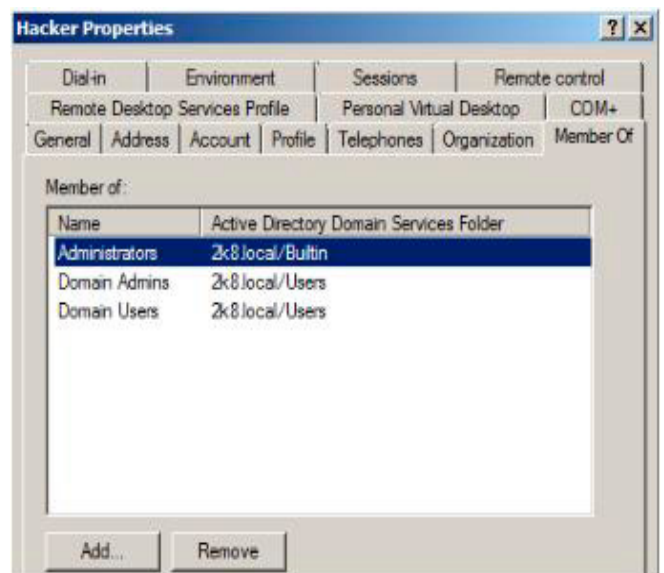 Hacker Properties ? X
Dial-in Environment Sessions Remote control
Remote Desktop Services Profile Personal Virtual Desktop COM+
General Address Account Profile Telephones Organization Member Of
Member of:
Name Active Directory Domain Services Folder
Administrators 2k8.local/Builtin
Domain Admins 2k8.local/Users
Domain Users 2k8.local/Users
Add... Remove